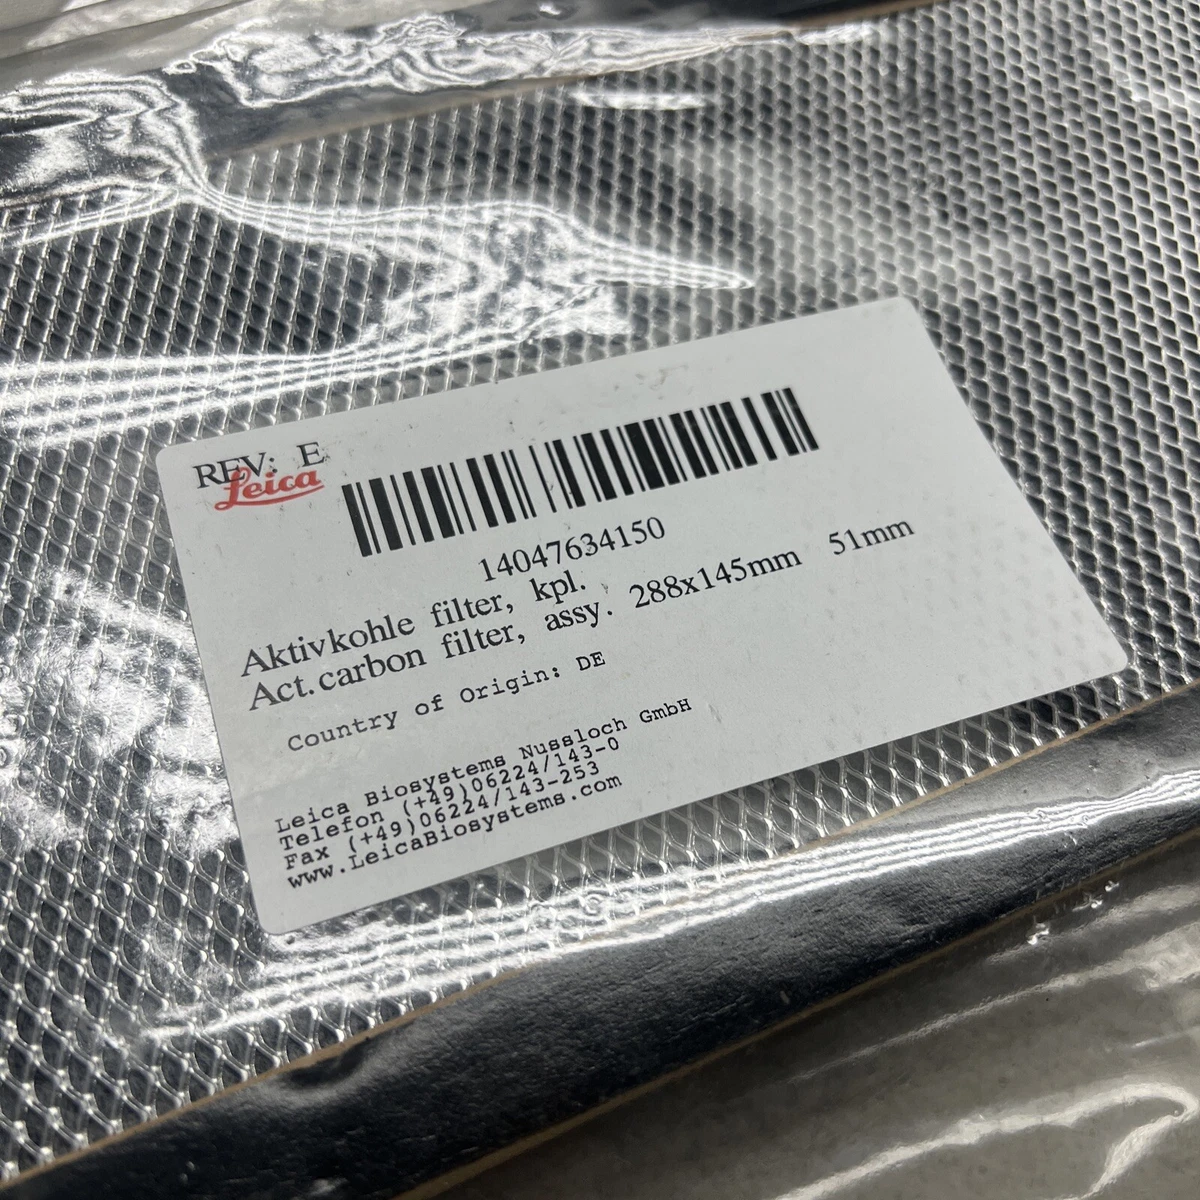 REV: E
Leica
14047634150
Aktivkohle filter, kpl.
Act.carbon filter, assy. 288x145mm 51mm
Country of Origin: DE
Leica Biosystems Nussloch GmbH
Telefon (+49)06224/143-0
Fax (+49)06224/143-253
www.LeicaBiosystems.com